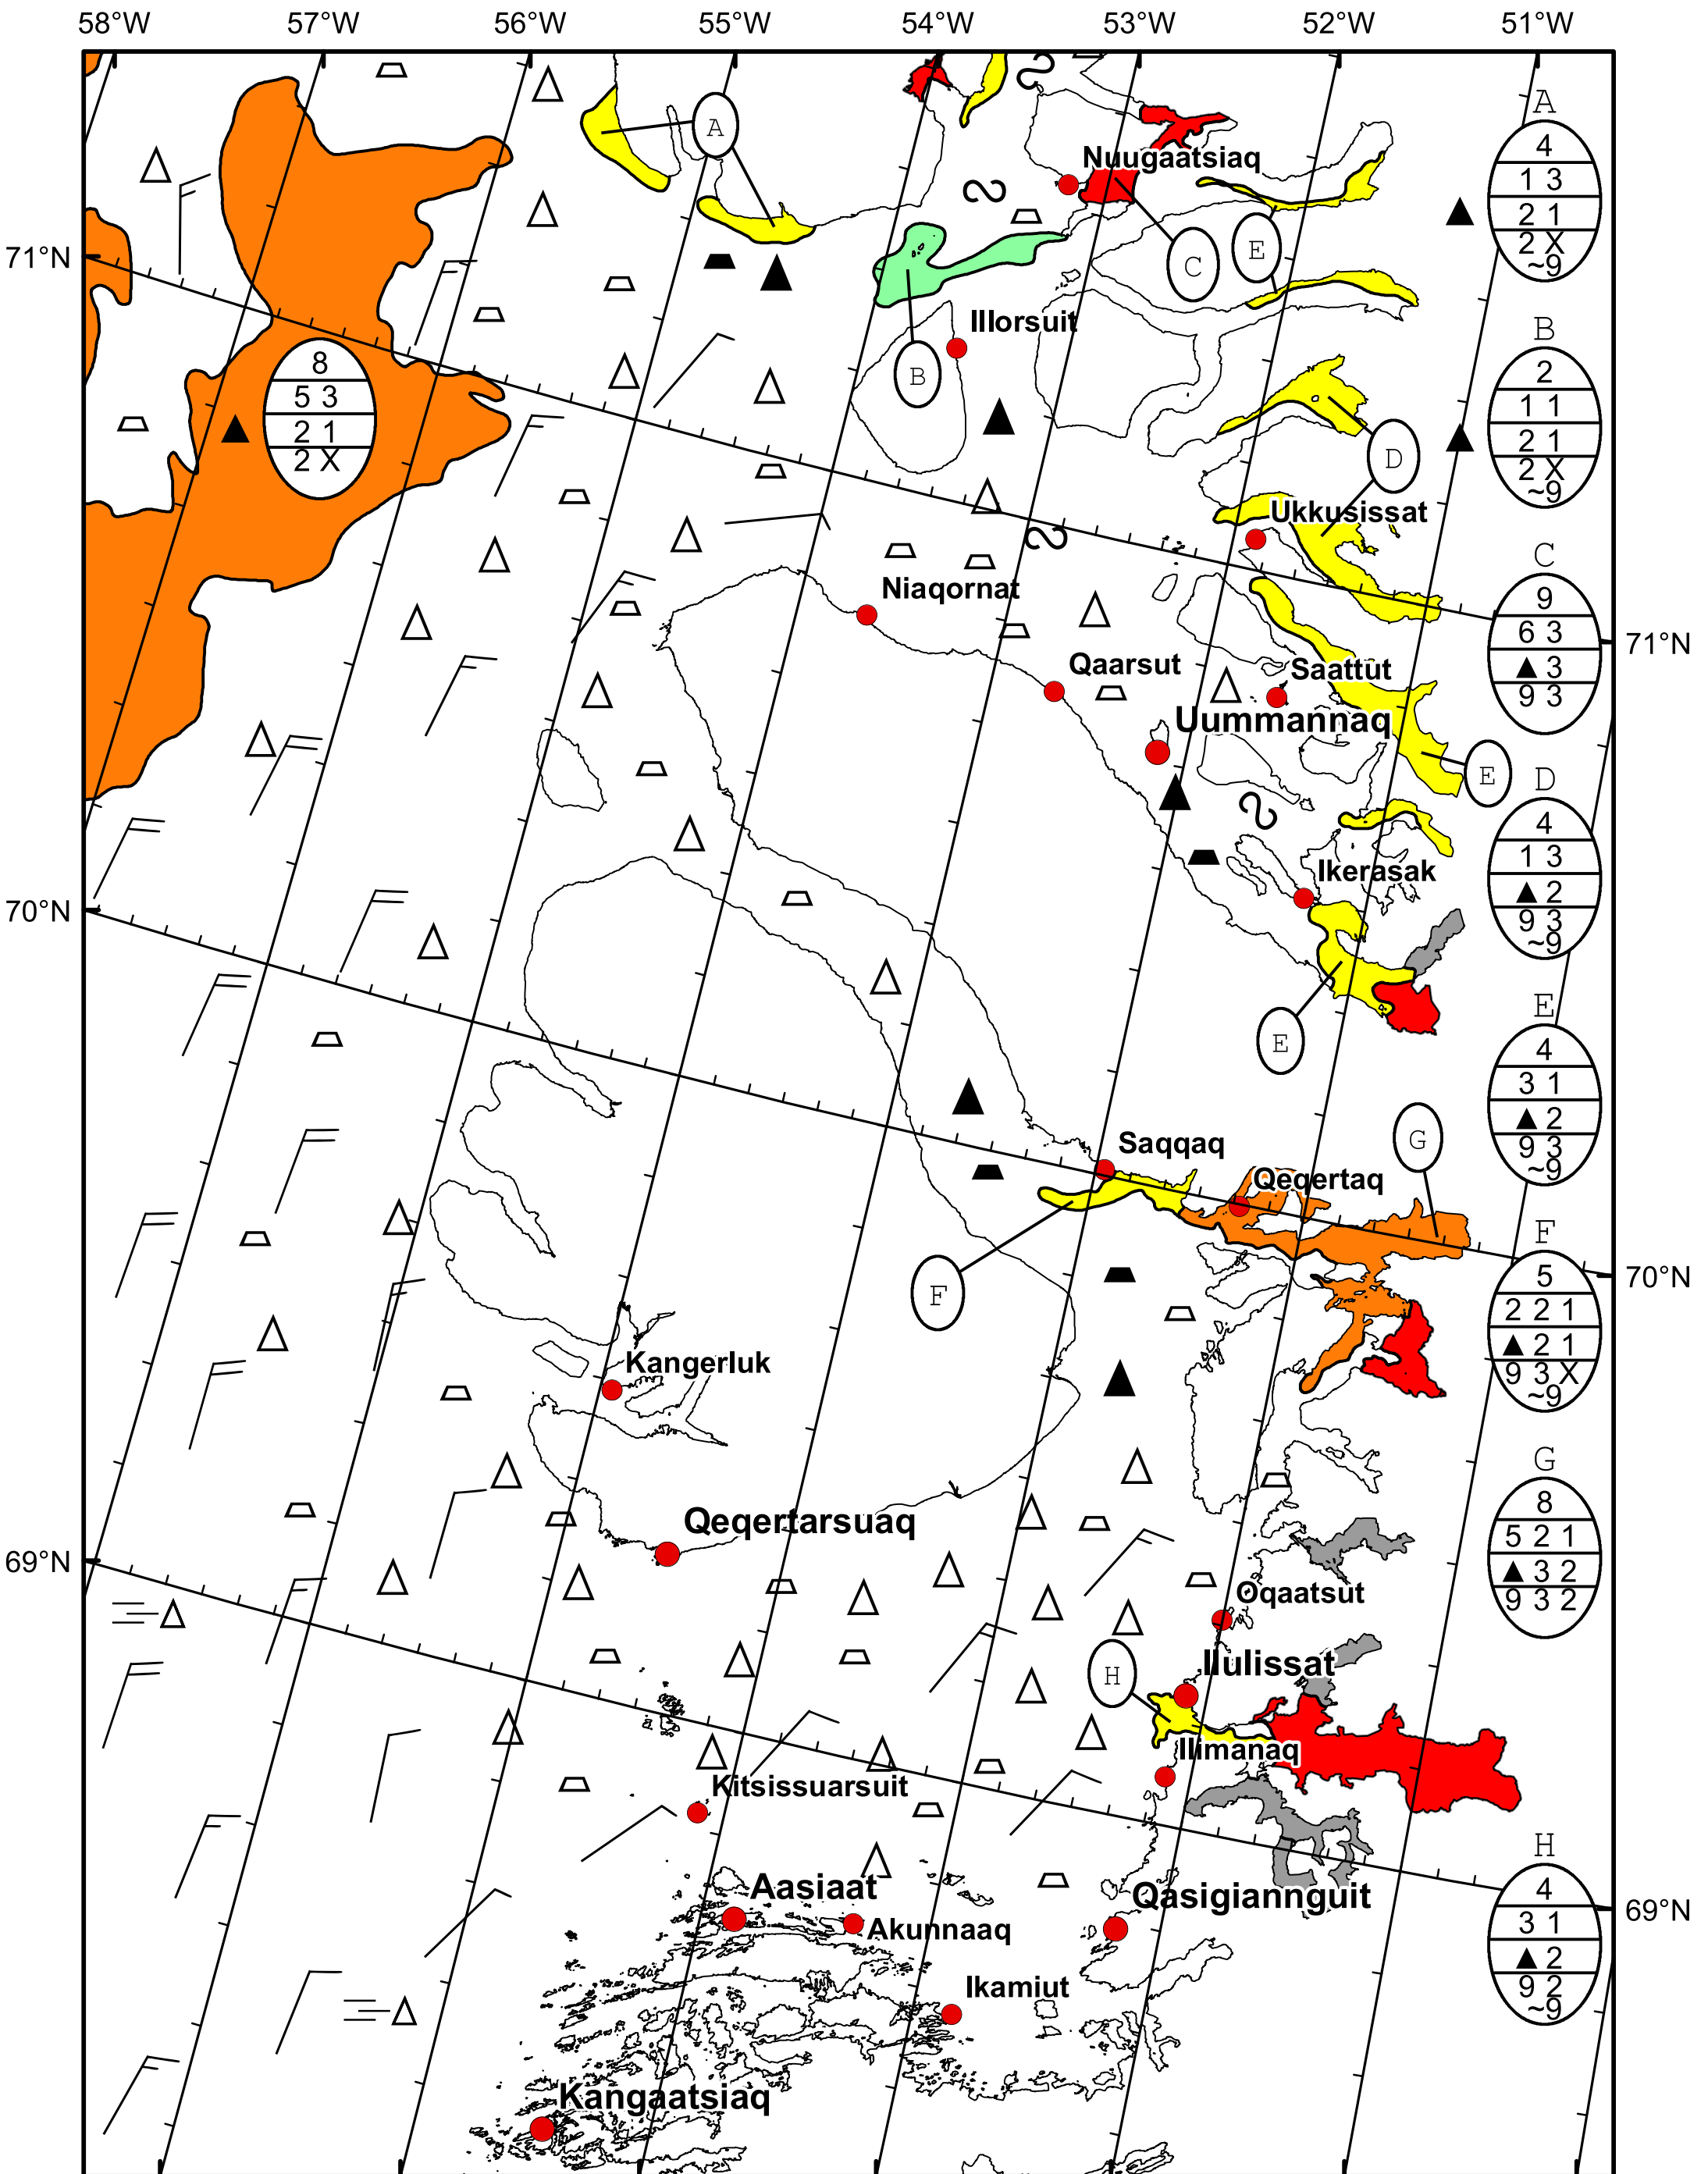 58°W 57°W 56°W 55°W 54°W 53°W 52°W 51°W
A
4
1 3
2 1
2 X
~9
A
Nuugaatsiaq
E
C
71°N
Illorsuit
B
8
5 3
2 1
2 X
B
2
1 1
2 1
2 X
~9
D
Ukkusissat
C
9
6 3
▲ 3
9 3
Niaqornat
71°N
Qaarsut
Saattut
Uummannaq
E
D
4
1 3
▲ 2
9 3
~9
Ikerasak
70°N
E
E
4
3 1
▲ 2
9 3
~9
G
Saqqaq
Qeqertaq
F
F
5
2 2 1
▲ 2 1
9 3 X
~9
70°N
Kangerluk
G
8
5 2 1
▲ 3 2
9 3 2
Qeqertarsuaq
69°N
Oqaatsut
H
Ilulissat
Ilimanaq
Kitsissuarsuit
H
4
3 1
▲ 2
9 2
~9
Aasiaat
Qasigiannguit
69°N
Akunnaaq
Ikamiut
Kangaatsiaq